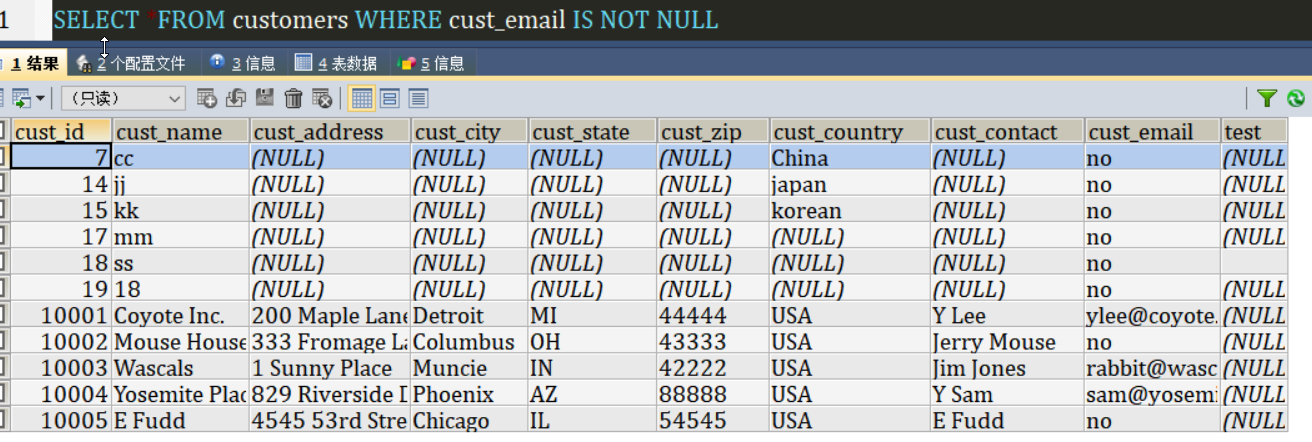 1 SELECT *FROM customers WHERE cust_email IS NOT NULL
1 结果 2 个配置文件 3 信息 4 表数据 5 信息
（只读）
cust_id cust_name cust_address cust_city cust_state cust_zip cust_country cust_contact cust_email test
7 cc (NULL) (NULL) (NULL) (NULL) China (NULL) no (NULL
14 jj (NULL) (NULL) (NULL) (NULL) japan (NULL) no (NULL
15 kk (NULL) (NULL) (NULL) (NULL) korean (NULL) no (NULL
17 mm (NULL) (NULL) (NULL) (NULL) (NULL) (NULL) no (NULL
18 ss (NULL) (NULL) (NULL) (NULL) (NULL) (NULL) no
19 18 (NULL) (NULL) (NULL) (NULL) (NULL) (NULL) no (NULL
10001 Coyote Inc. 200 Maple Lane Detroit MI 44444 USA Y Lee ylee@coyote. (NULL
10002 Mouse House 333 Fromage La Columbus OH 43333 USA Jerry Mouse no (NULL
10003 Wascals 1 Sunny Place Muncie IN 42222 USA Jim Jones rabbit@wasc (NULL
10004 Yosemite Plac 829 Riverside D Phoenix AZ 88888 USA Y Sam sam@yosemi (NULL
10005 E Fudd 4545 53rd Stre Chicago IL 54545 USA E Fudd no (NULL